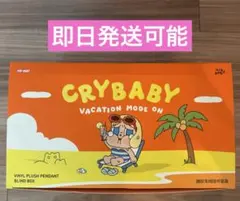 即日発送可能
CRYBABY
VACATION MODE ON
VINYL PLUSH PENDANT
BLIND BOX